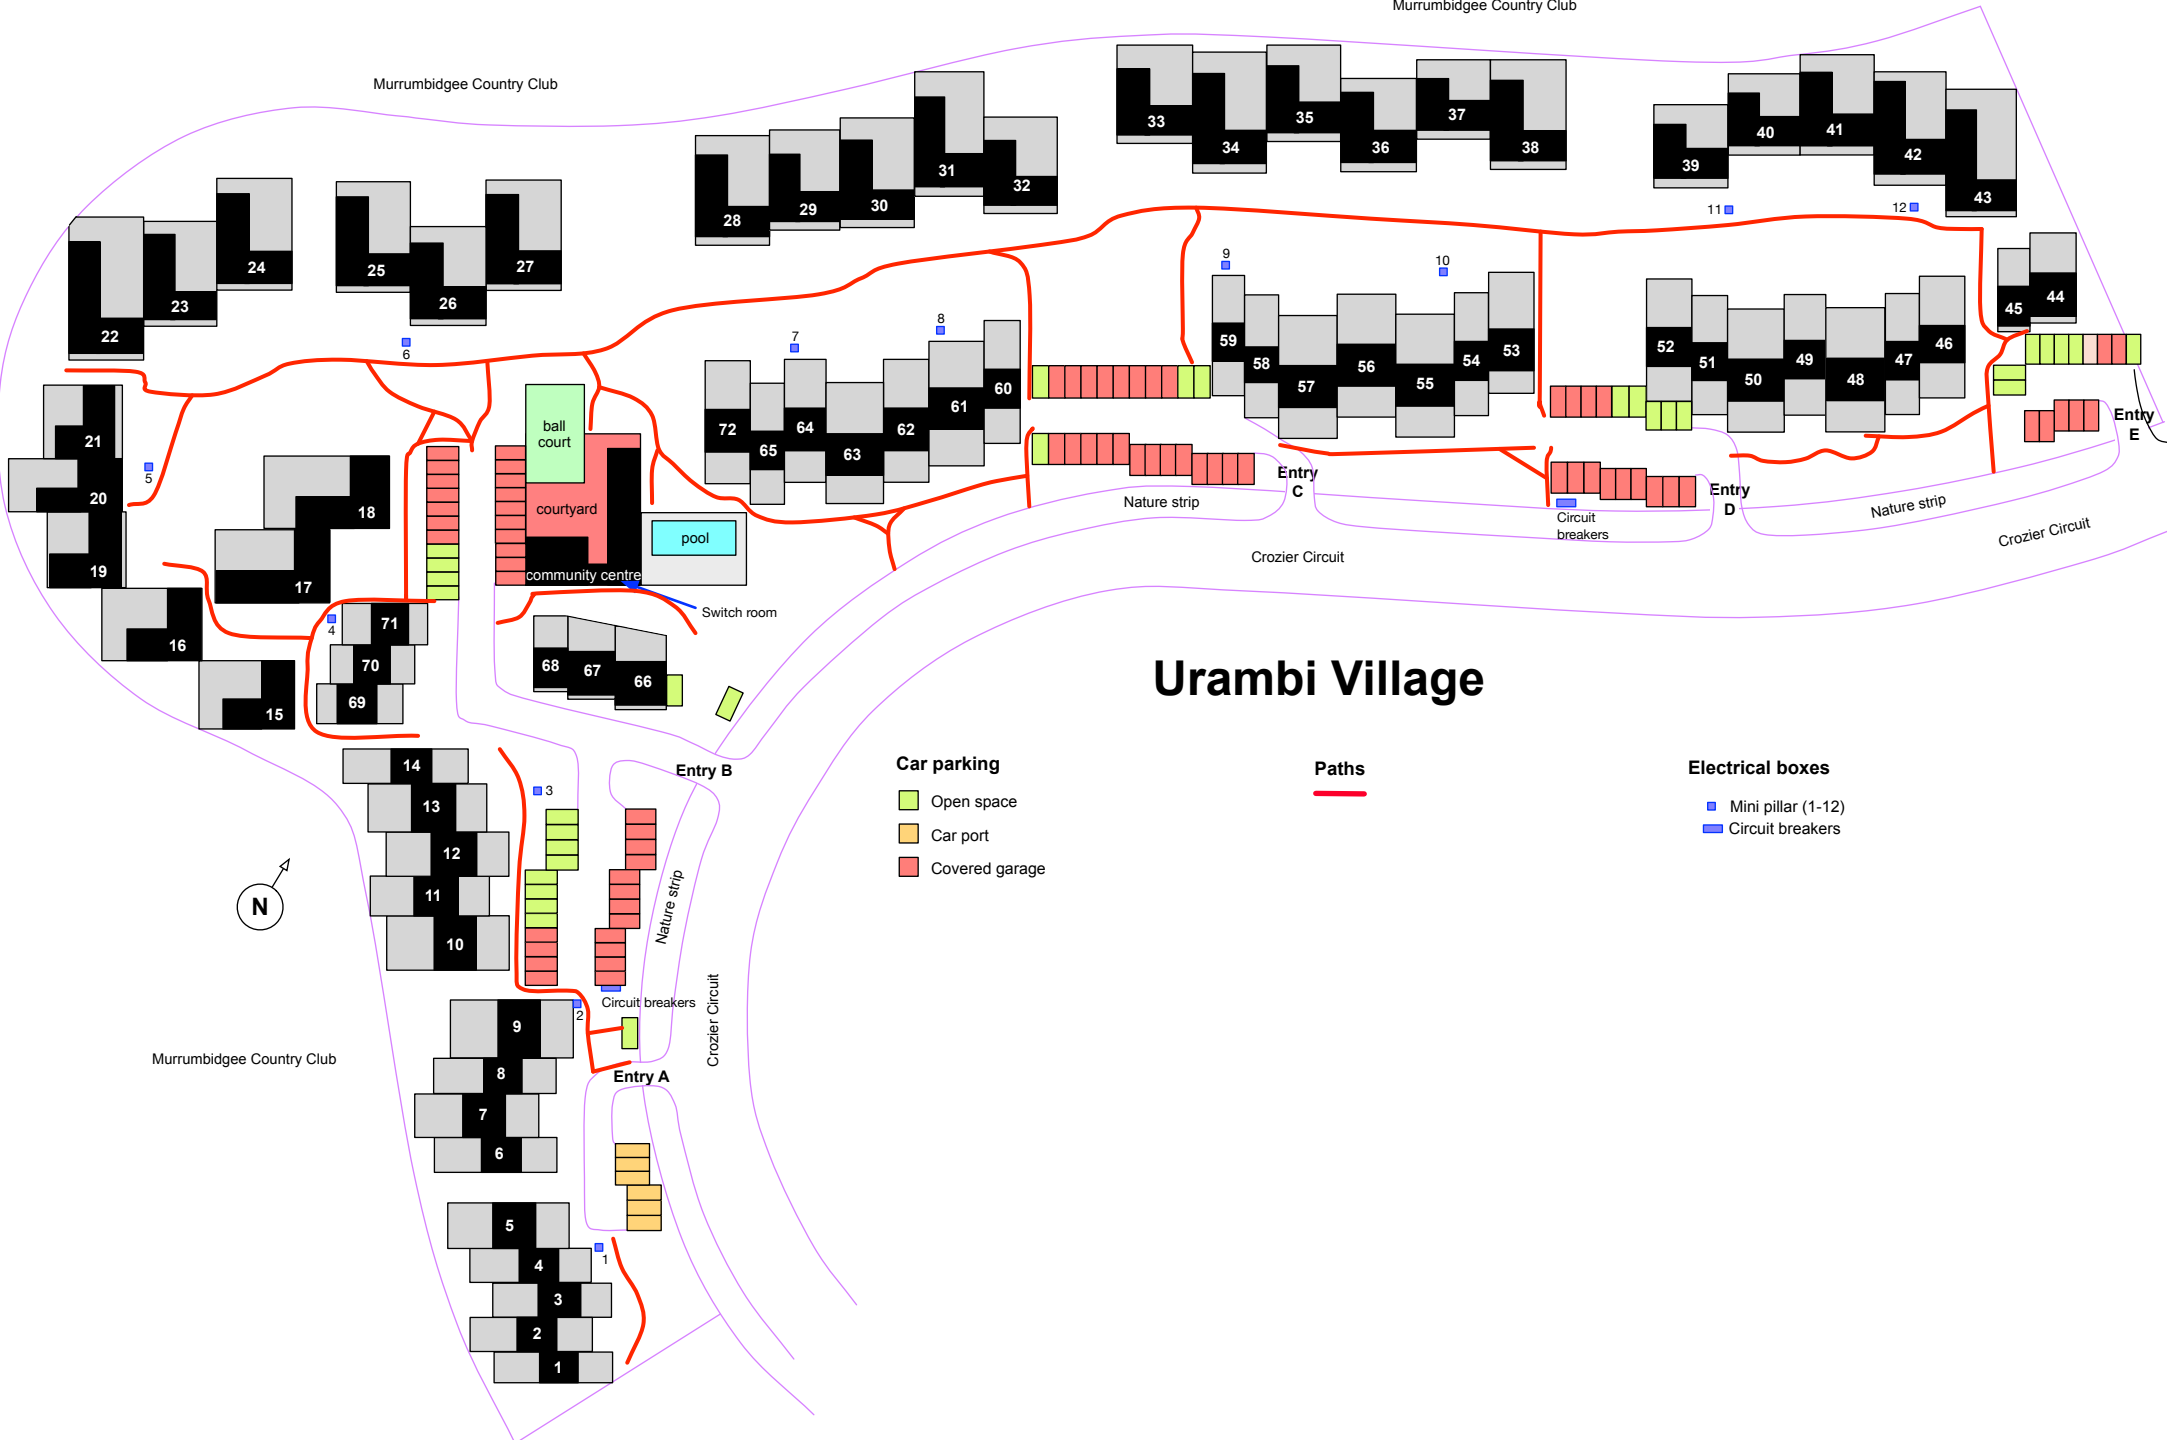 Murrumbidgee Country Club
Murrumbidgee Country Club
33
34
35
36
37
38
39
40
41
42
43
28
29
30
31
32
11
12
22
23
24
25
26
27
9
10
45
44
6
7
8
59
58
57
56
55
54
53
52
51
50
49
48
47
46
72
65
64
63
62
61
60
ball
court
courtyard
pool
community centre
Switch room
21
20
19
5
18
17
16
15
4
71
70
69
68
67
66
Entry
C
Entry
D
Entry
E
Nature strip
Nature strip
Circuit
breakers
Crozier Circuit
Crozier Circuit
Urambi Village
Entry B
14
13
12
11
10
3
N
Nature strip
Crozier Circuit
Circuit breakers
2
Murrumbidgee Country Club
9
8
7
6
Entry A
5
4
3
2
1
1
Car parking
Open space
Car port
Covered garage
Paths
Electrical boxes
Mini pillar (1-12)
Circuit breakers